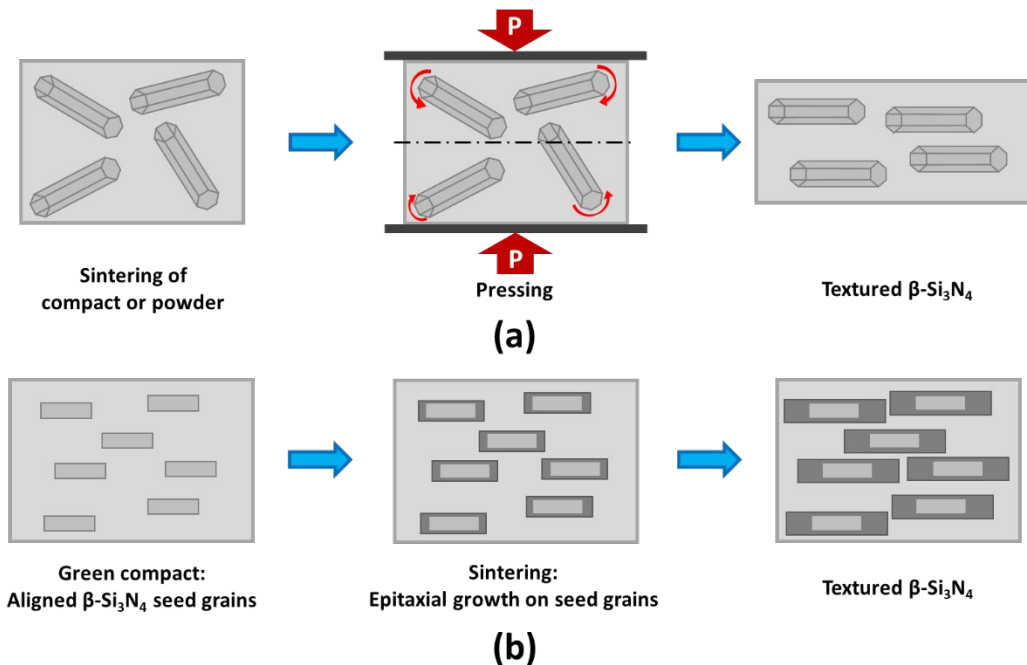 P
P
Sintering of
compact or powder
Pressing
Textured β-Si₃N₄
(a)
Green compact:
Aligned β-Si₃N₄ seed grains
Sintering:
Epitaxial growth on seed grains
Textured β-Si₃N₄
(b)